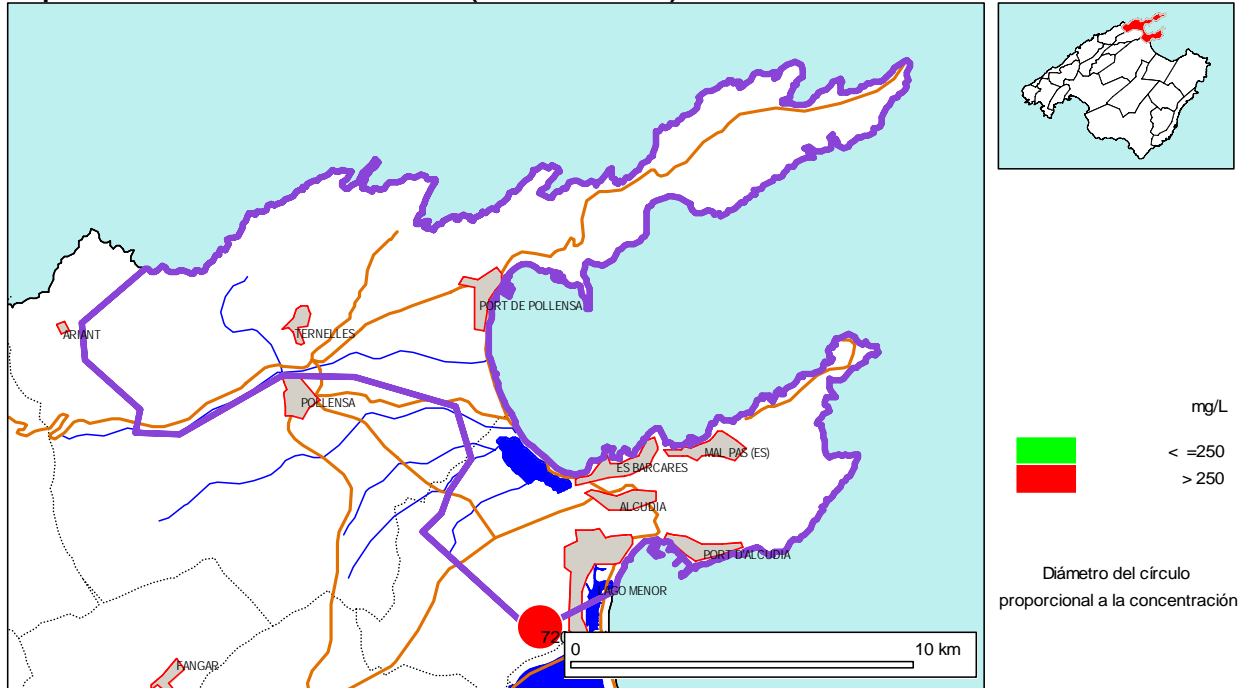 ARIANT
TERNELLES
PORT DE POLLENSA
POLLENSA
MAL PAS (ES)
ES BARCARES
ALCUDIA
PORT D'ALCUDIA
LAGO MENOR
FANGAR
720
0 10 km
mg/L
< =250
> 250
Diámetro del círculo
proporcional a la concentración